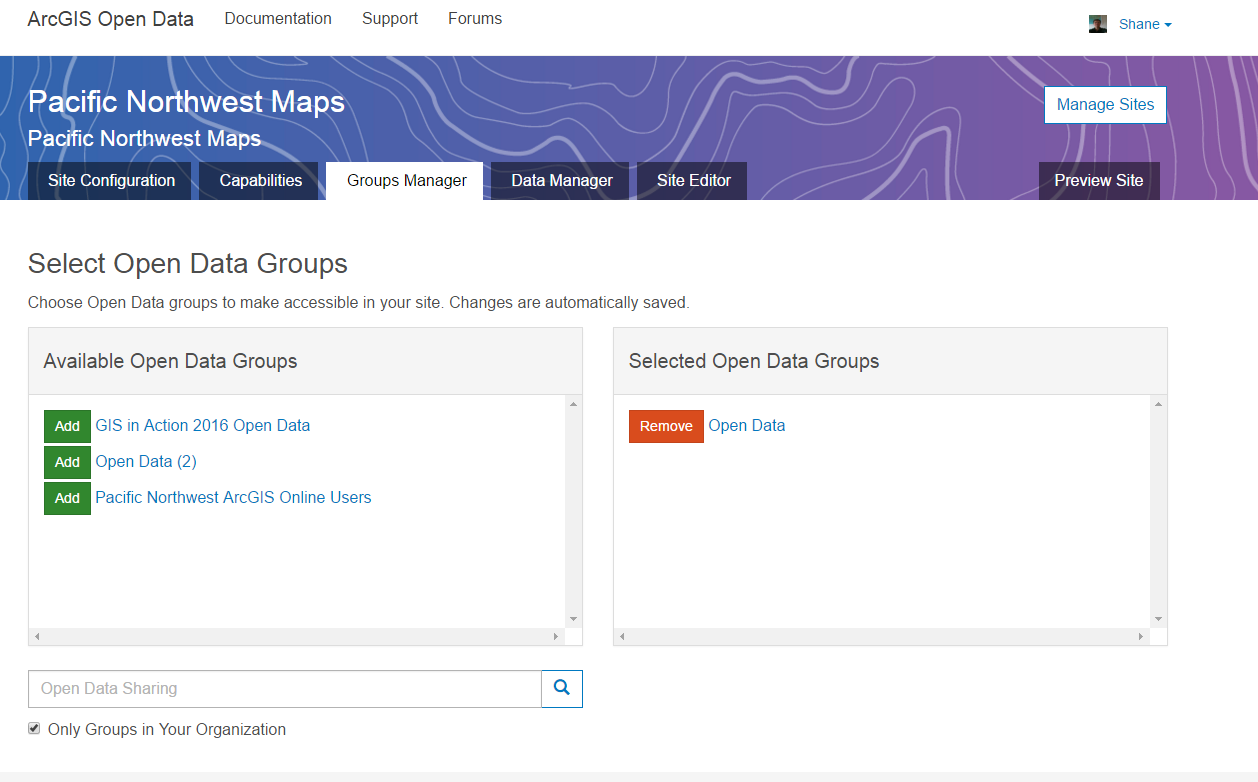 ArcGIS Open Data Documentation Support Forums Shane
Pacific Northwest Maps
Manage Sites
Pacific Northwest Maps
Site Configuration Capabilities Groups Manager Data Manager Site Editor Preview Site
Select Open Data Groups
Choose Open Data groups to make accessible in your site. Changes are automatically saved.
Available Open Data Groups
Add GIS in Action 2016 Open Data
Add Open Data (2)
Add Pacific Northwest ArcGIS Online Users
Selected Open Data Groups
Remove Open Data
Open Data Sharing
Only Groups in Your Organization